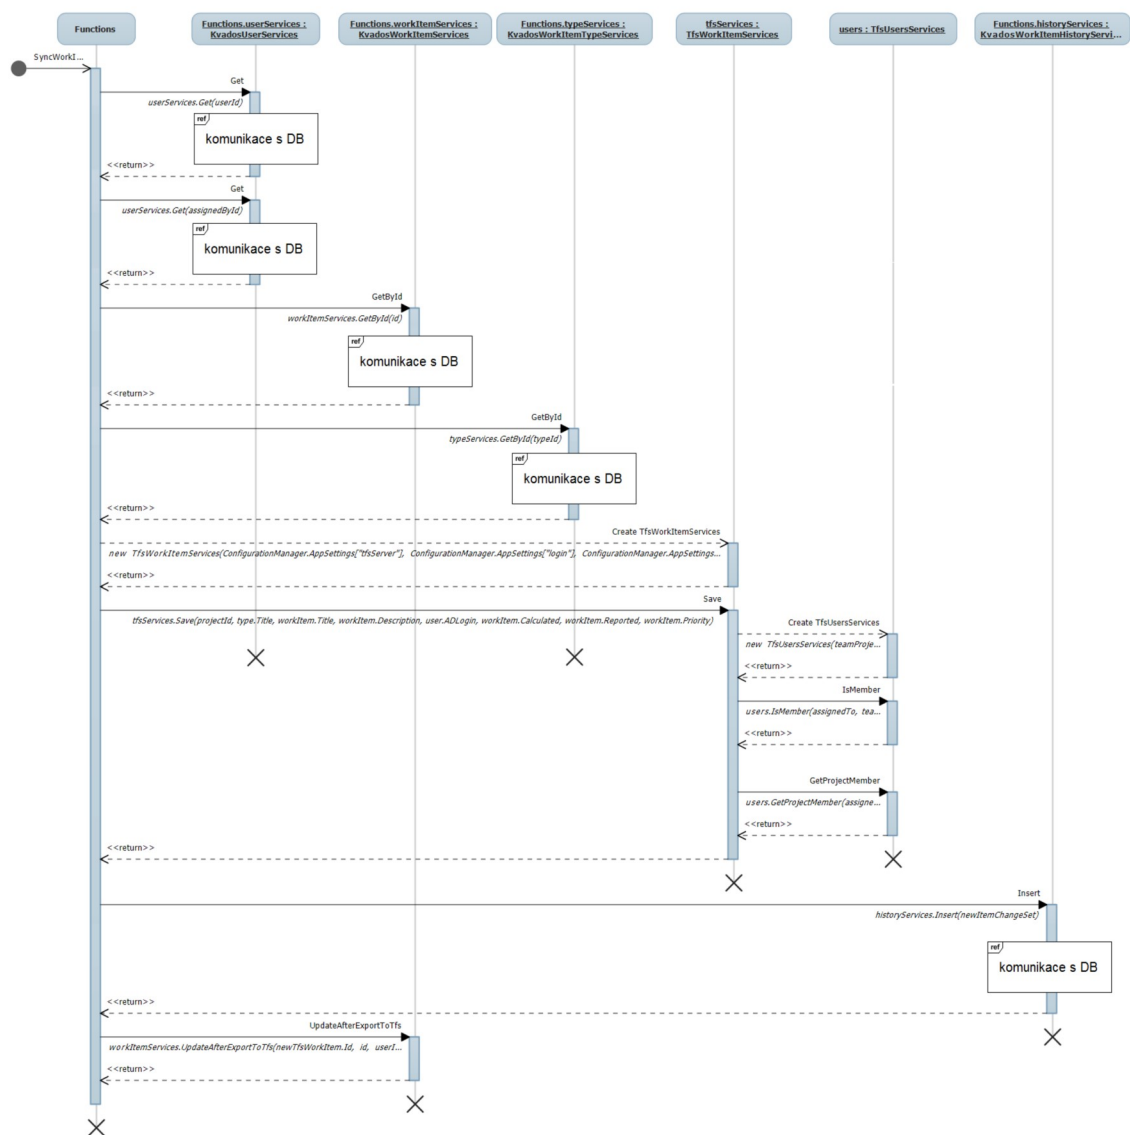 Functions
Functions.userServices :
KvadosUserServices
Functions.workItemServices :
KvadosWorkItemServices
Functions.typeServices :
KvadosWorkItemTypeServices
tfsServices :
TfsWorkItemServices
users : TfsUsersServices
Functions.historyServices :
KvadosWorkItemHistoryServi...
SyncWorkI...
Get
userServices.Get(userId)
ref
komunikace s DB
<<return>>
Get
userServices.Get(assignedById)
ref
komunikace s DB
<<return>>
GetById
workItemServices.GetById(id)
ref
komunikace s DB
<<return>>
GetById
typeServices.GetById(typeId)
ref
komunikace s DB
<<return>>
Create TfsWorkItemServices
new TfsWorkItemServices(ConfigurationManager.AppSettings["tfsServer"], ConfigurationManager.AppSettings["login"], ConfigurationManager.AppSettings...
<<return>>
Save
tfsServices.Save(projectId, type.Title, workItem.Title, workItem.Description, user.ADLogin, workItem.Calculated, workItem.Reported, workItem.Priority)
Create TfsUsersServices
new TfsUsersServices(teamProje...
<<return>>
IsMember
users.IsMember(assignedTo, tea...
<<return>>
GetProjectMember
users.GetProjectMember(assigne...
<<return>>
<<return>>
Insert
historyServices.Insert(newItemChangeSet)
ref
komunikace s DB
<<return>>
UpdateAfterExportToTfs
workItemServices.UpdateAfterExportToTfs(newTfsWorkItem.Id, id, userI...
<<return>>